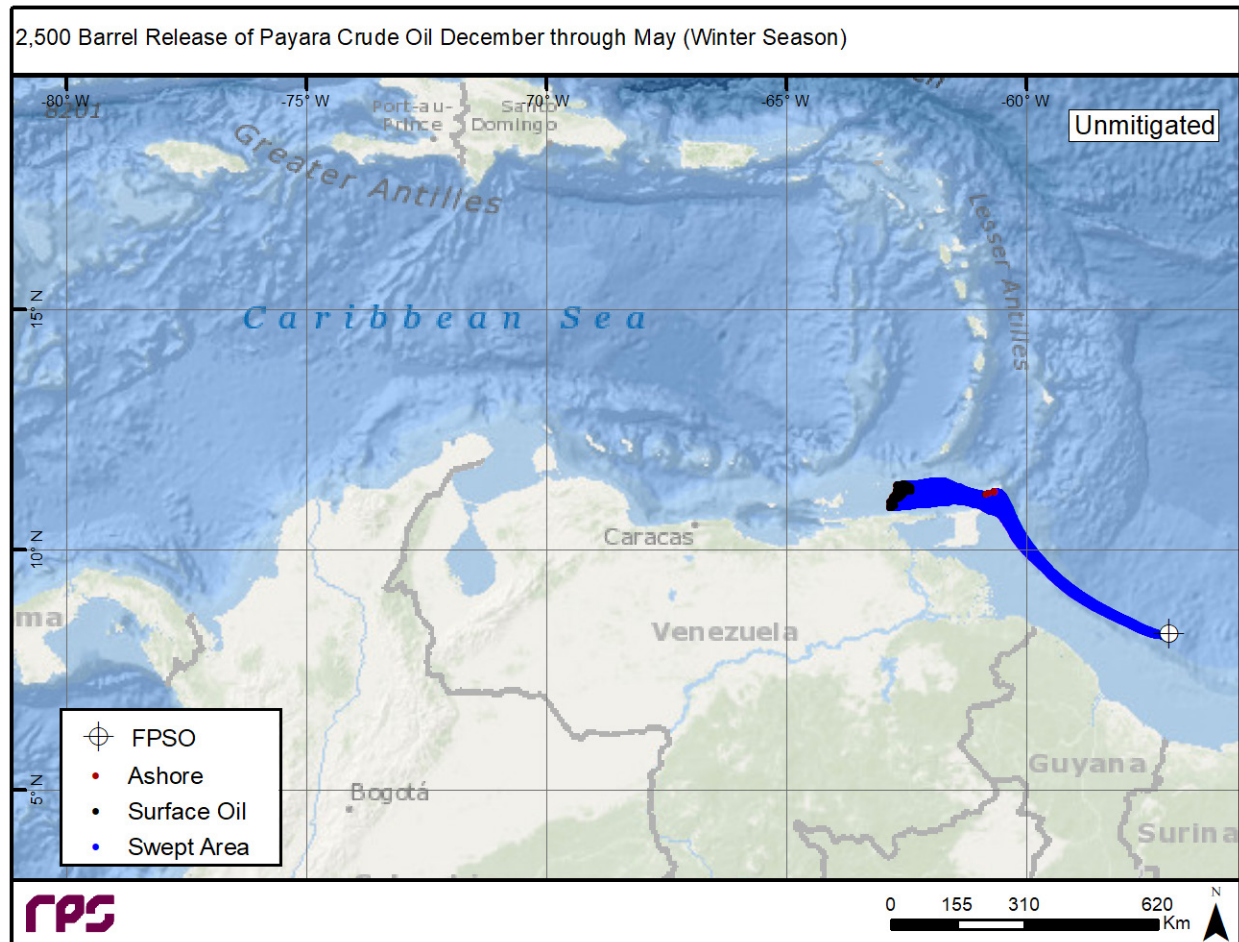 2,500 Barrel Release of Payara Crude Oil December through May (Winter Season)
-80° W
-75° W
-70° W
-65° W
-60° W
8201
Port-au-
Prince
Santo
Domingo
Unmitigated
Greater Antilles
Lesser Antilles
15° N
Caribbean Sea
10° N
Caracas
Venezuela
ma
FPSO
Ashore
Surface Oil
Swept Area
5° N
Bogotá
Guyana
Surina
rps
0 155 310 620
Km
N